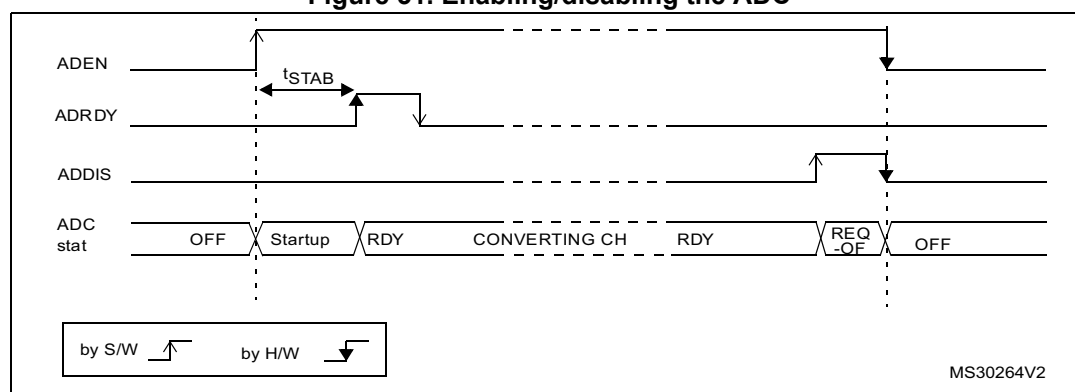 Figure 31. Enabling/disabling the ADC
ADEN
tSTAB
ADRDY
ADDIS
ADC
stat
OFF
Startup
RDY
CONVERTING CH
RDY
REQ
-OF
OFF
by S/W
by H/W
MS30264V2